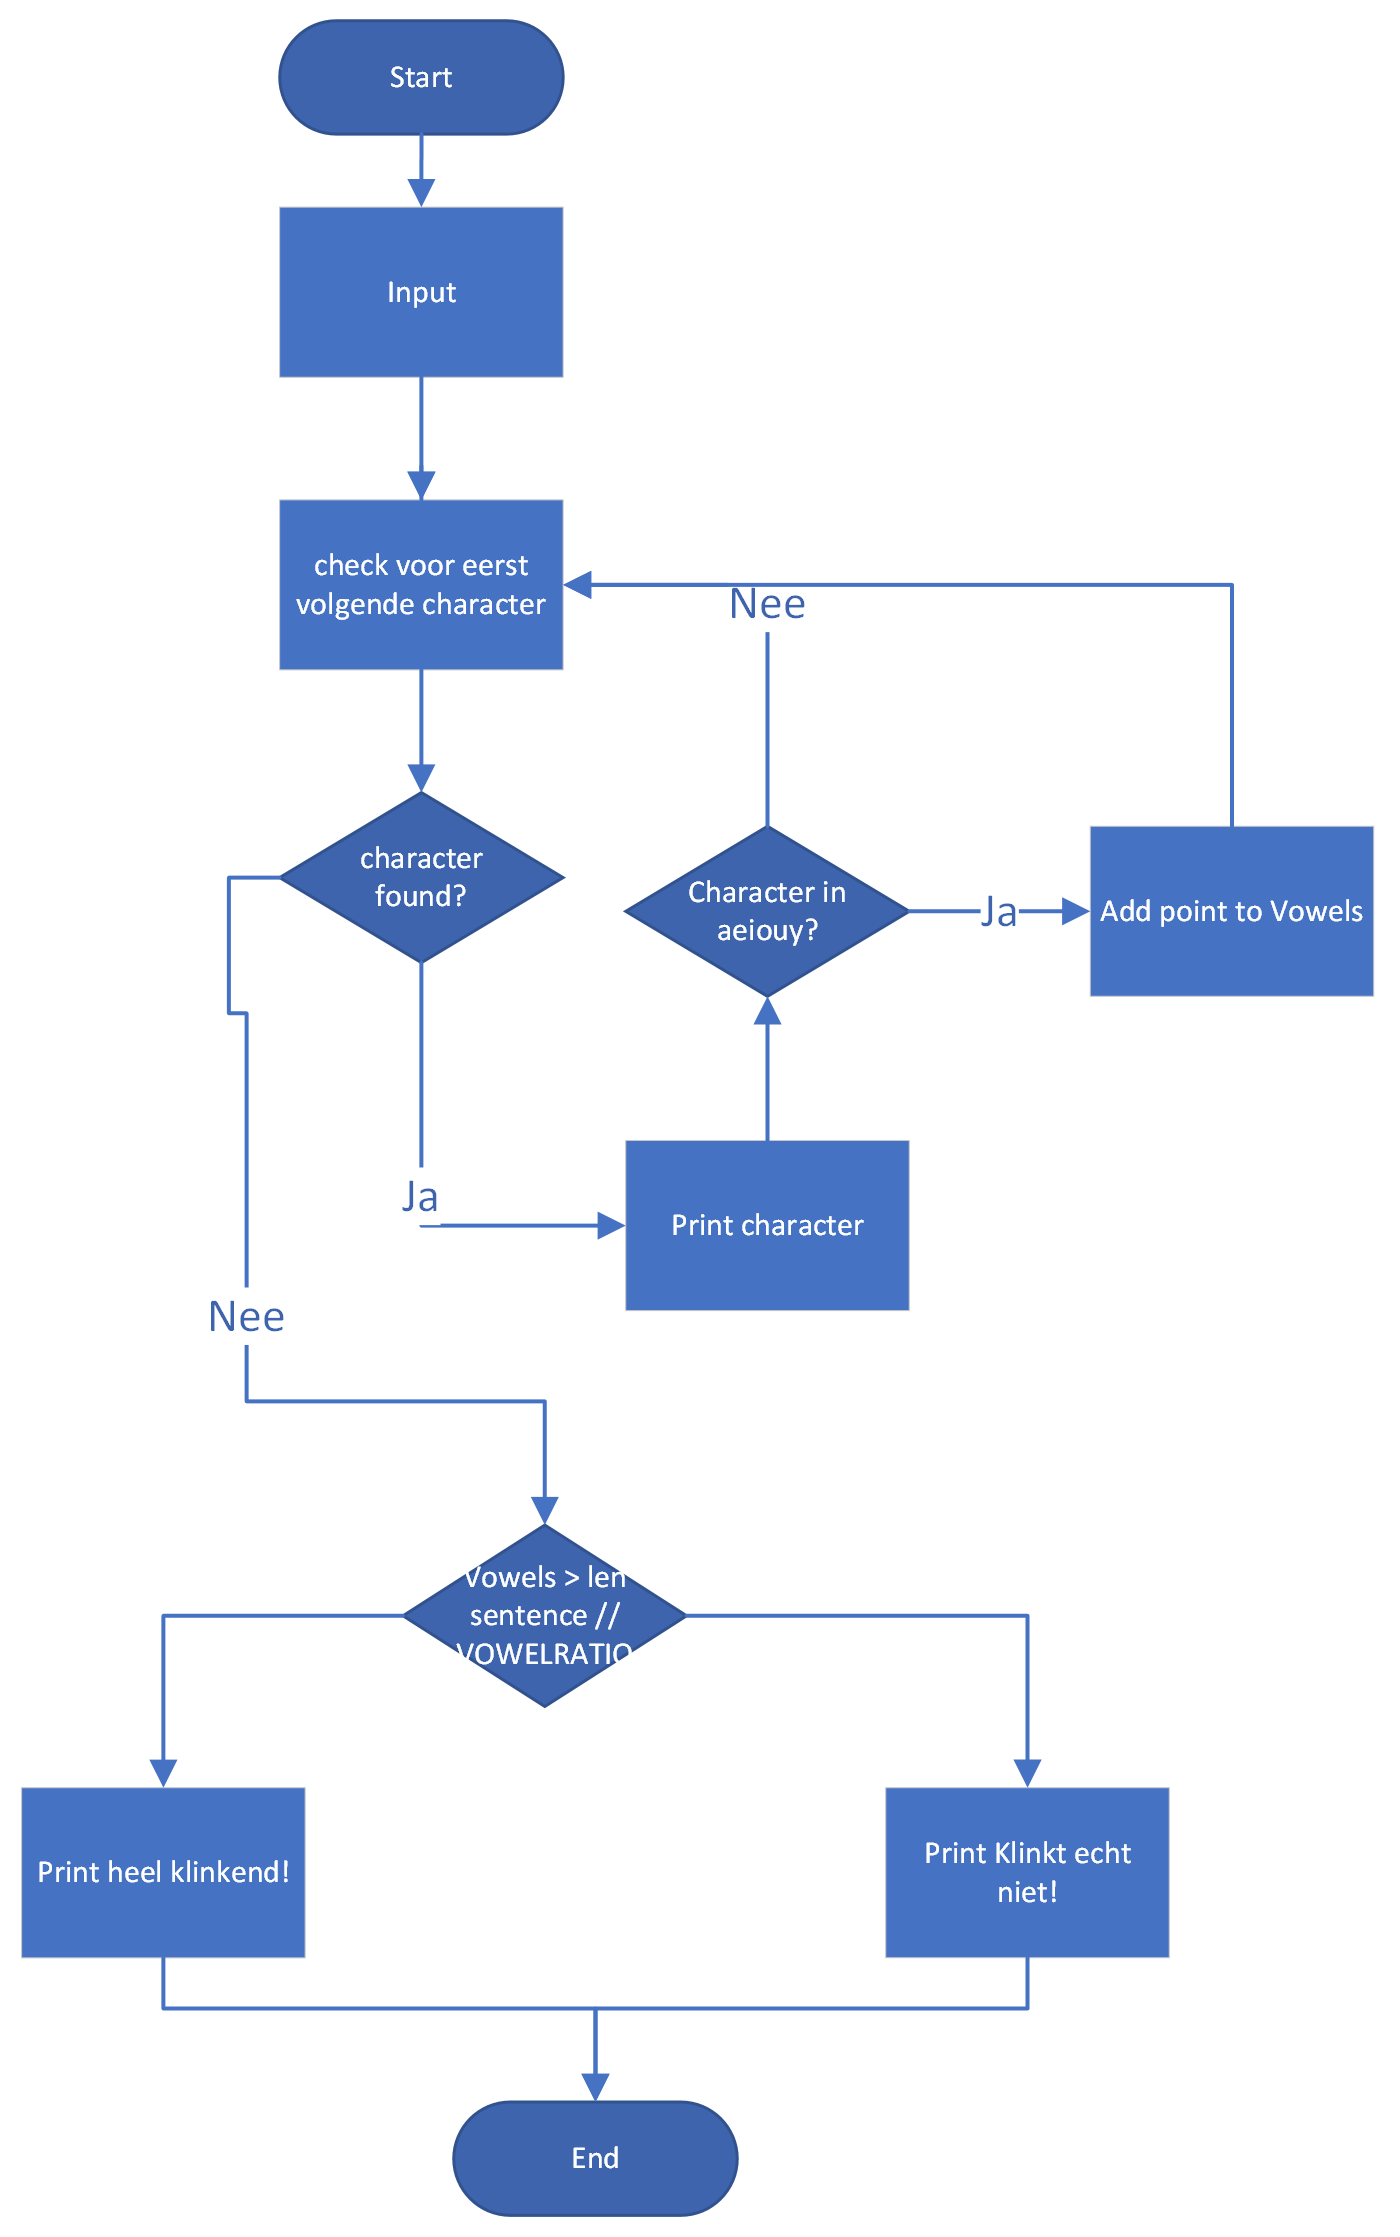 Start
Input
check voor eerst
volgende character
Nee
character
found?
Character in
aeiouy?
Ja
Add point to Vowels
Ja
Print character
Nee
Vowels > len
sentence //
VOWELRATIO
Print heel klinkend!
Print Klinkt echt
niet!
End